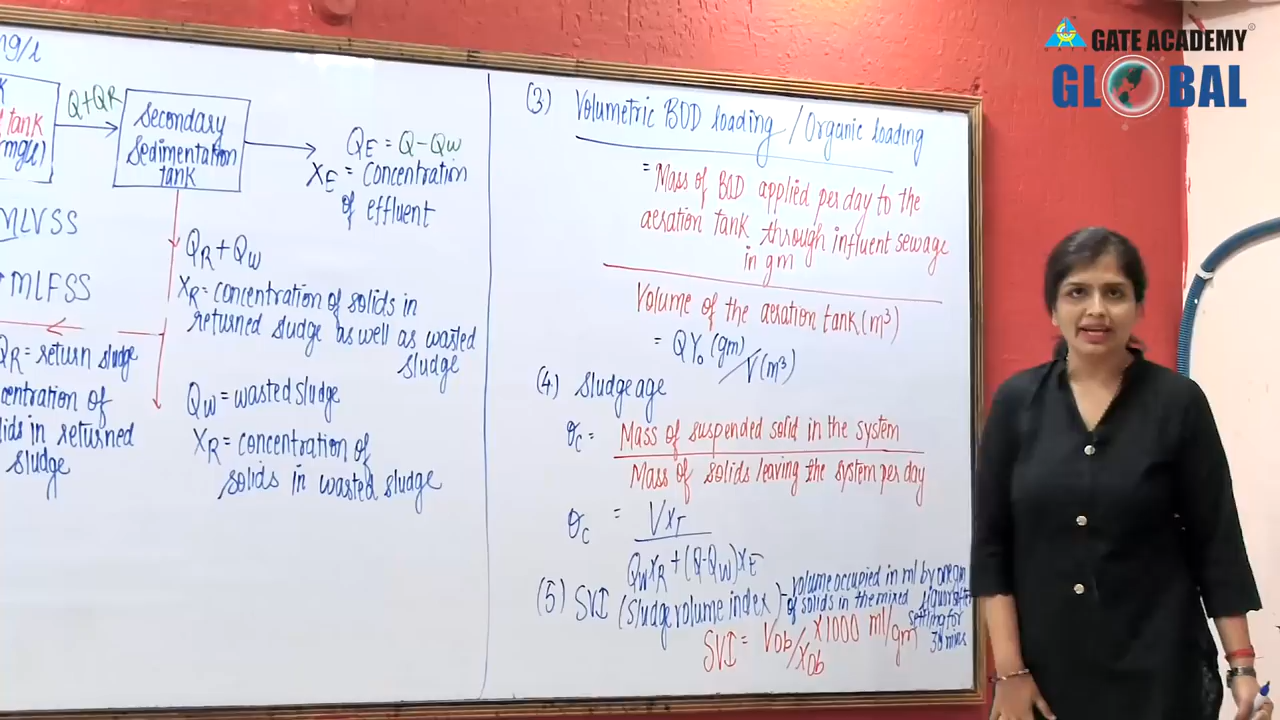 mg/l
K
tank
(mg/l)
Q+QR
Secondary
Sedimentation
tank
QE = Q-Qw
XE = Concentration
of effluent
MLVSS
MLFSS
QR + Qw
XR = concentration of solids in
returned sludge as well as wasted
sludge
QR = return sludge
centration of
lids in returned
sludge
Qw = wasted sludge
XR = concentration of
solids in wasted sludge
(3) Volumetric BOD loading / Organic loading
= Mass of BOD applied per day to the
aeration tank through influent sewage
in gm
Volume of the aeration tank (m³)
= QY₀ (gm) / V(m³)
(4) Sludge age
θc = Mass of suspended solid in the system
Mass of solids leaving the system per day
θc = VXT
QwXR + (Q-Qw)XE
(5) SVI (Sludge volume index) - volume occupied in ml by one gm
of solids in the mixed liquor after
settling for
30 mins
SVI = Vob/Xob ×1000 ml/gm
GATE ACADEMY
GLOBAL